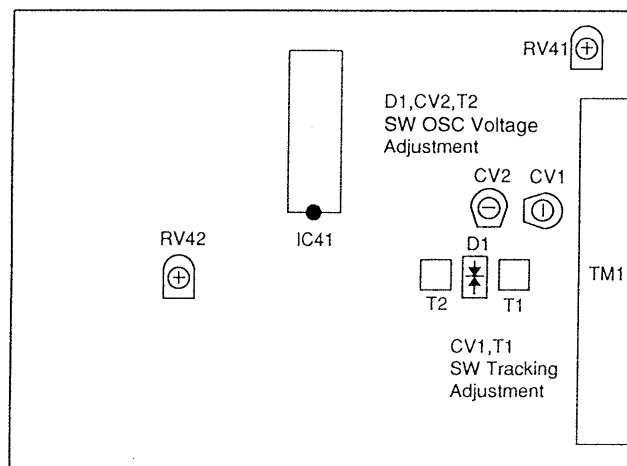 RV41
D1,CV2,T2
SW OSC Voltage
Adjustment
CV2
CV1
RV42
IC41
D1
TM1
T2
T1
CV1,T1
SW Tracking
Adjustment